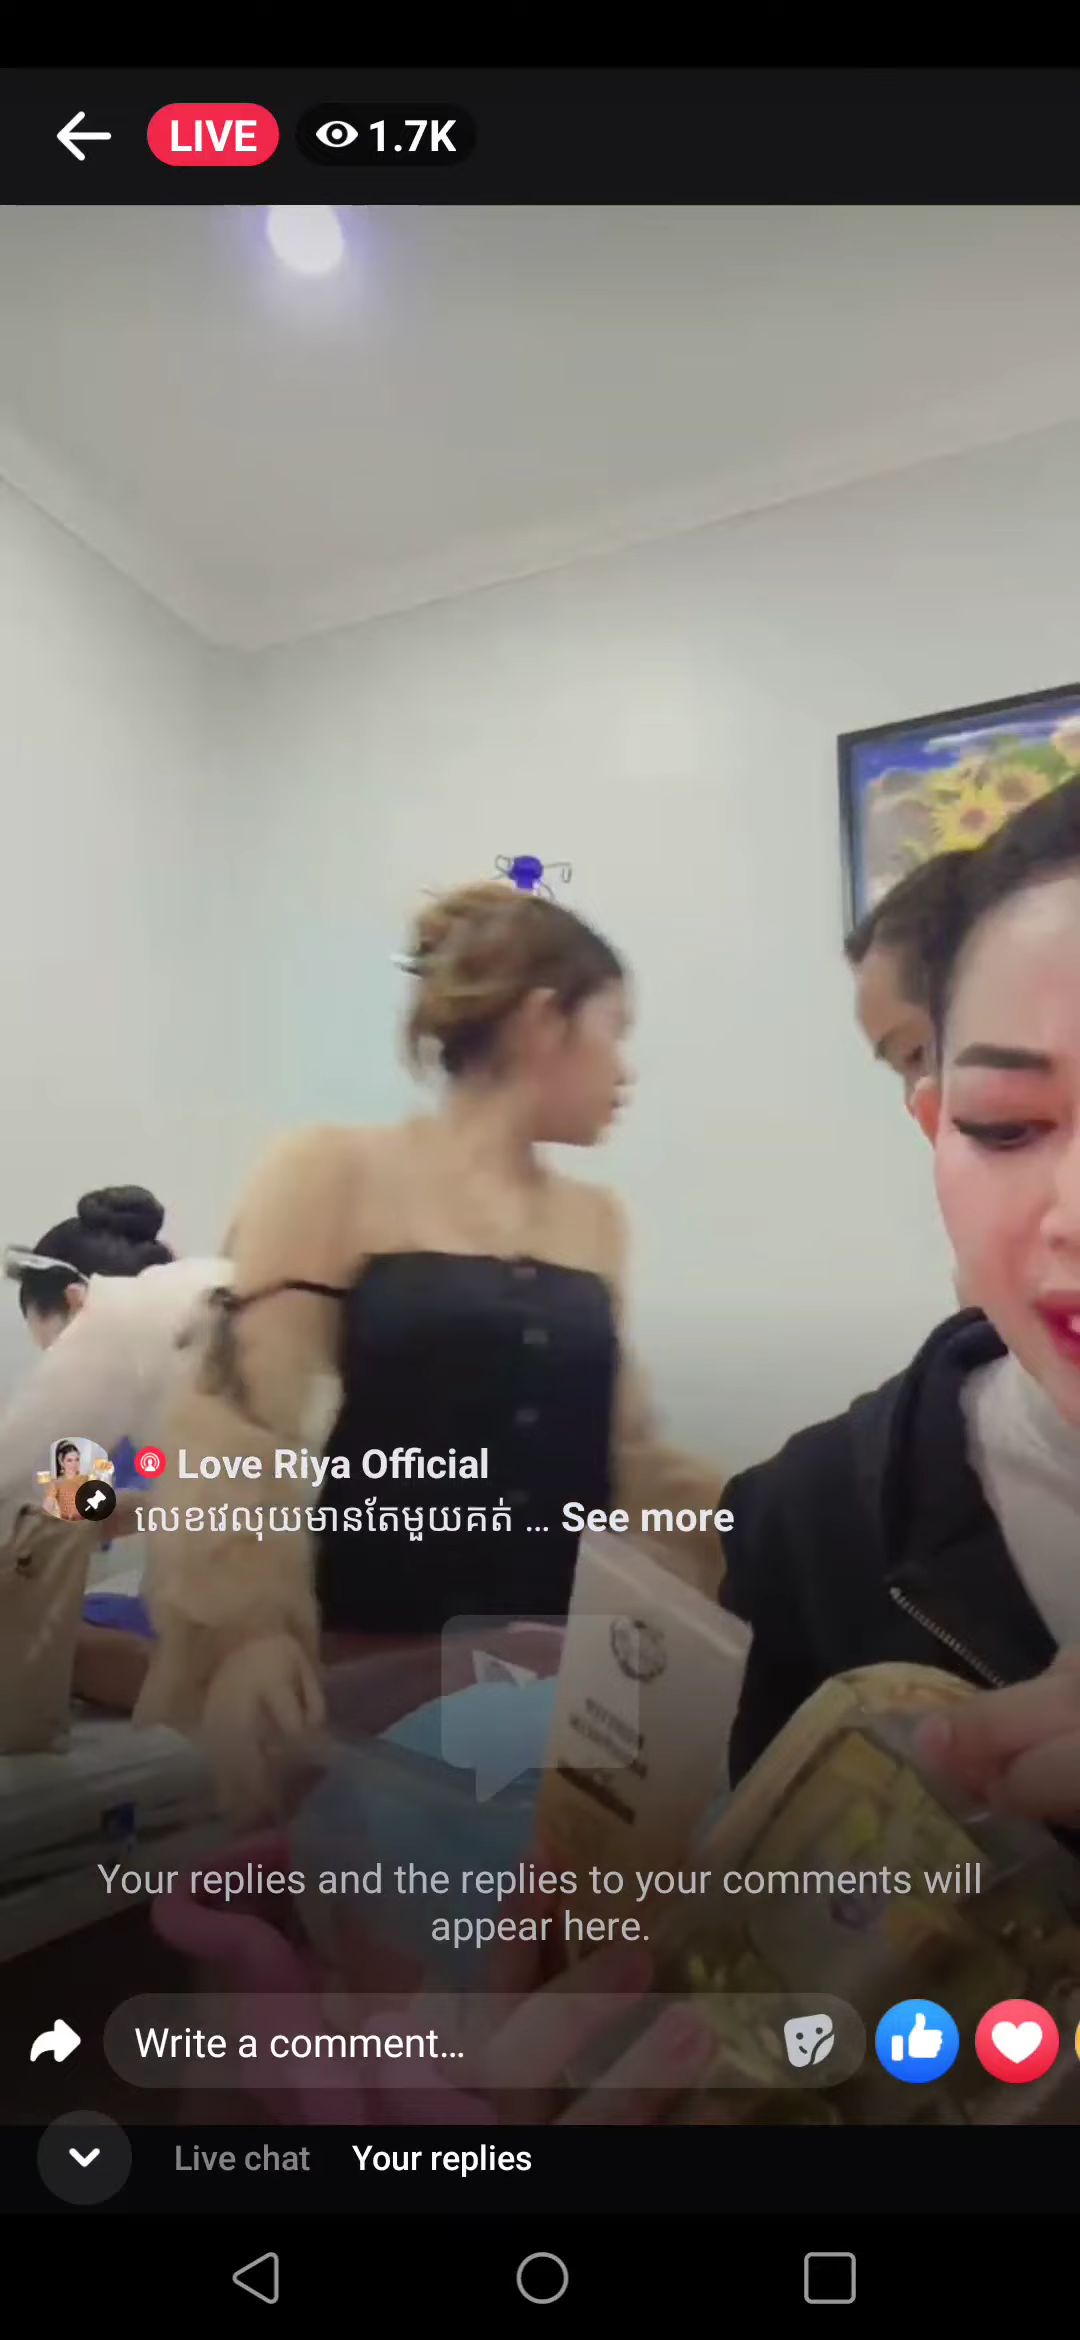 LIVE 1.7K
Love Riya Official
លេខវេលុយមានតែមួយគត់ ... See more
Your replies and the replies to your comments will
appear here.
Write a comment...
Live chat Your replies